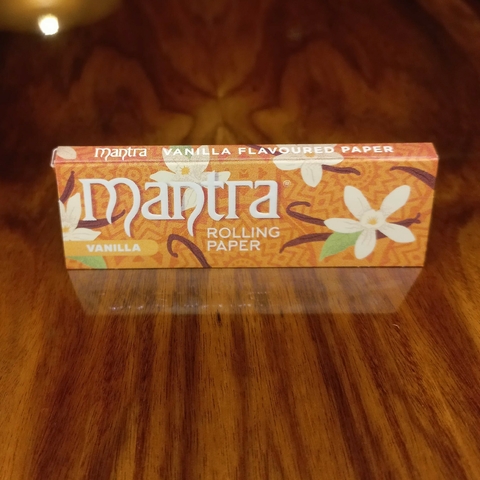 mantra VANILLA FLAVOURED PAPER
mantra
ROLLING
PAPER
VANILLA